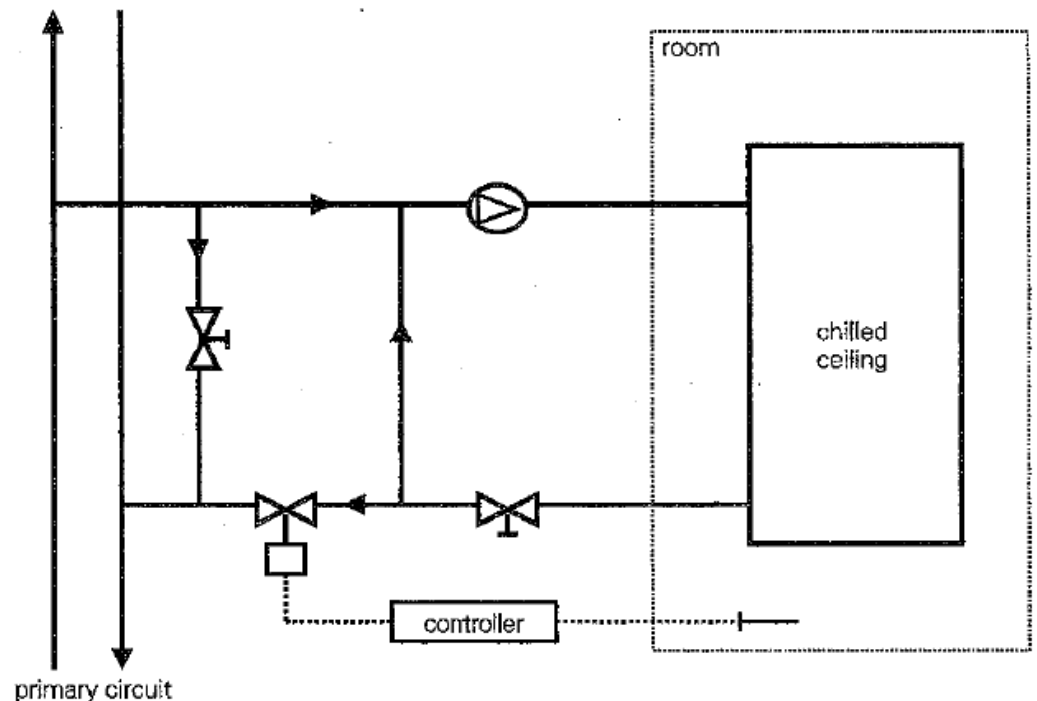 room
chilled
ceiling
controller
primary circuit